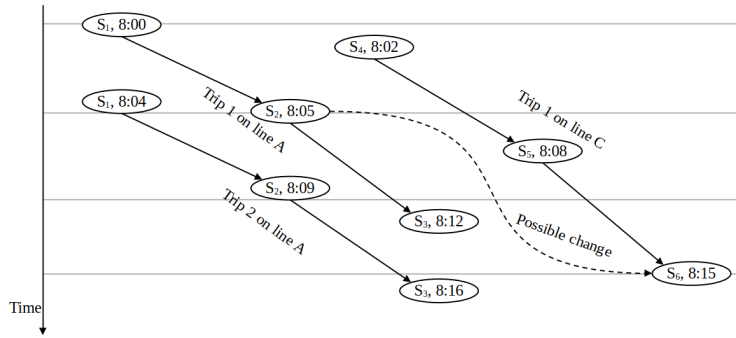 S₁, 8:00
S₄, 8:02
S₁, 8:04
S₂, 8:05
Trip 1 on line A
Trip 1 on line C
S₅, 8:08
S₂, 8:09
Trip 2 on line A
S₃, 8:12
Possible change
S₆, 8:15
S₃, 8:16
Time